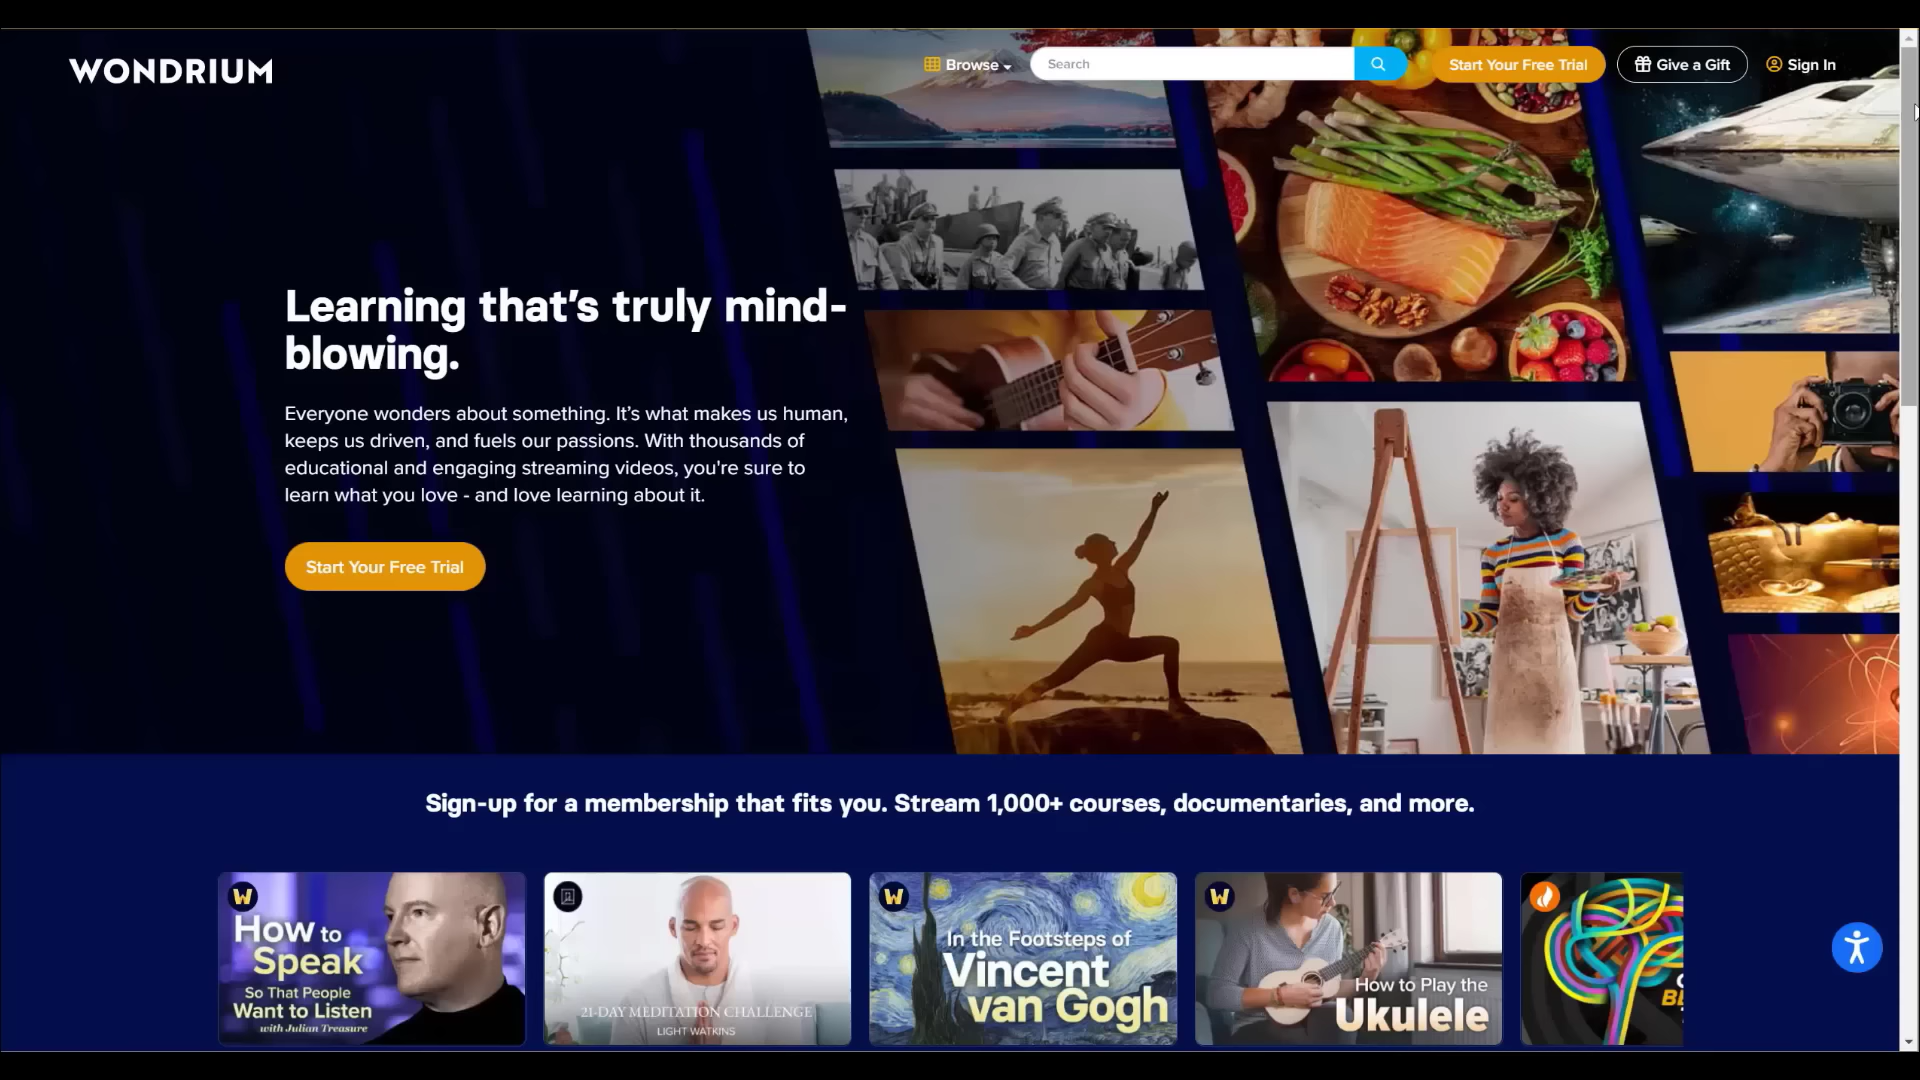 WONDRIUM
Browse
Search
Start Your Free Trial
Give a Gift
Sign In
Learning that's truly mind-
blowing.
Everyone wonders about something. It's what makes us human,
keeps us driven, and fuels our passions. With thousands of
educational and engaging streaming videos, you're sure to
learn what you love - and love learning about it.
Start Your Free Trial
Sign-up for a membership that fits you. Stream 1,000+ courses, documentaries, and more.
W
How to
Speak
So That People
Want to Listen
with Julian Treasure
21-DAY MEDITATION CHALLENGE
LIGHT WATKINS
W
In the Footsteps of
Vincent
van Gogh
W
How to Play the
Ukulele